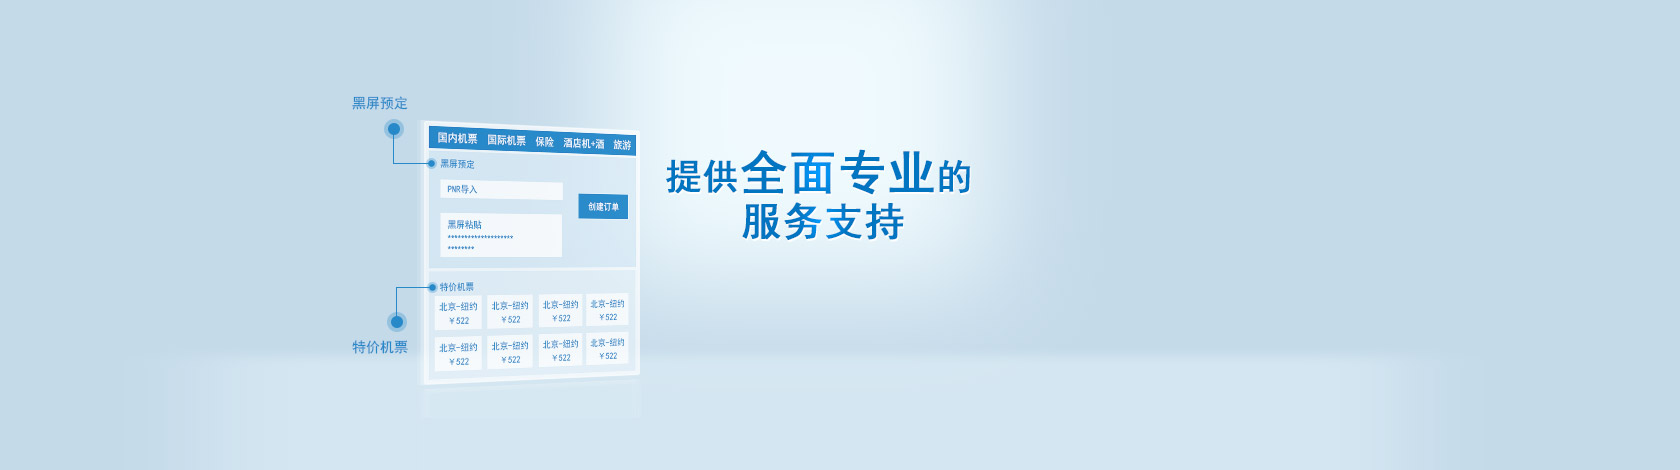 黑屏预定
国内机票 国际机票 保险 酒店机+酒 旅游
黑屏预定
PNR导入
创建订单
黑屏粘贴
********************
********
特价机票
北京-纽约 北京-纽约 北京-纽约 北京-纽约
￥522 ￥522 ￥522 ￥522
北京-纽约 北京-纽约 北京-纽约 北京-纽约
￥522 ￥522 ￥522 ￥522
特价机票
提供全面专业的
服务支持